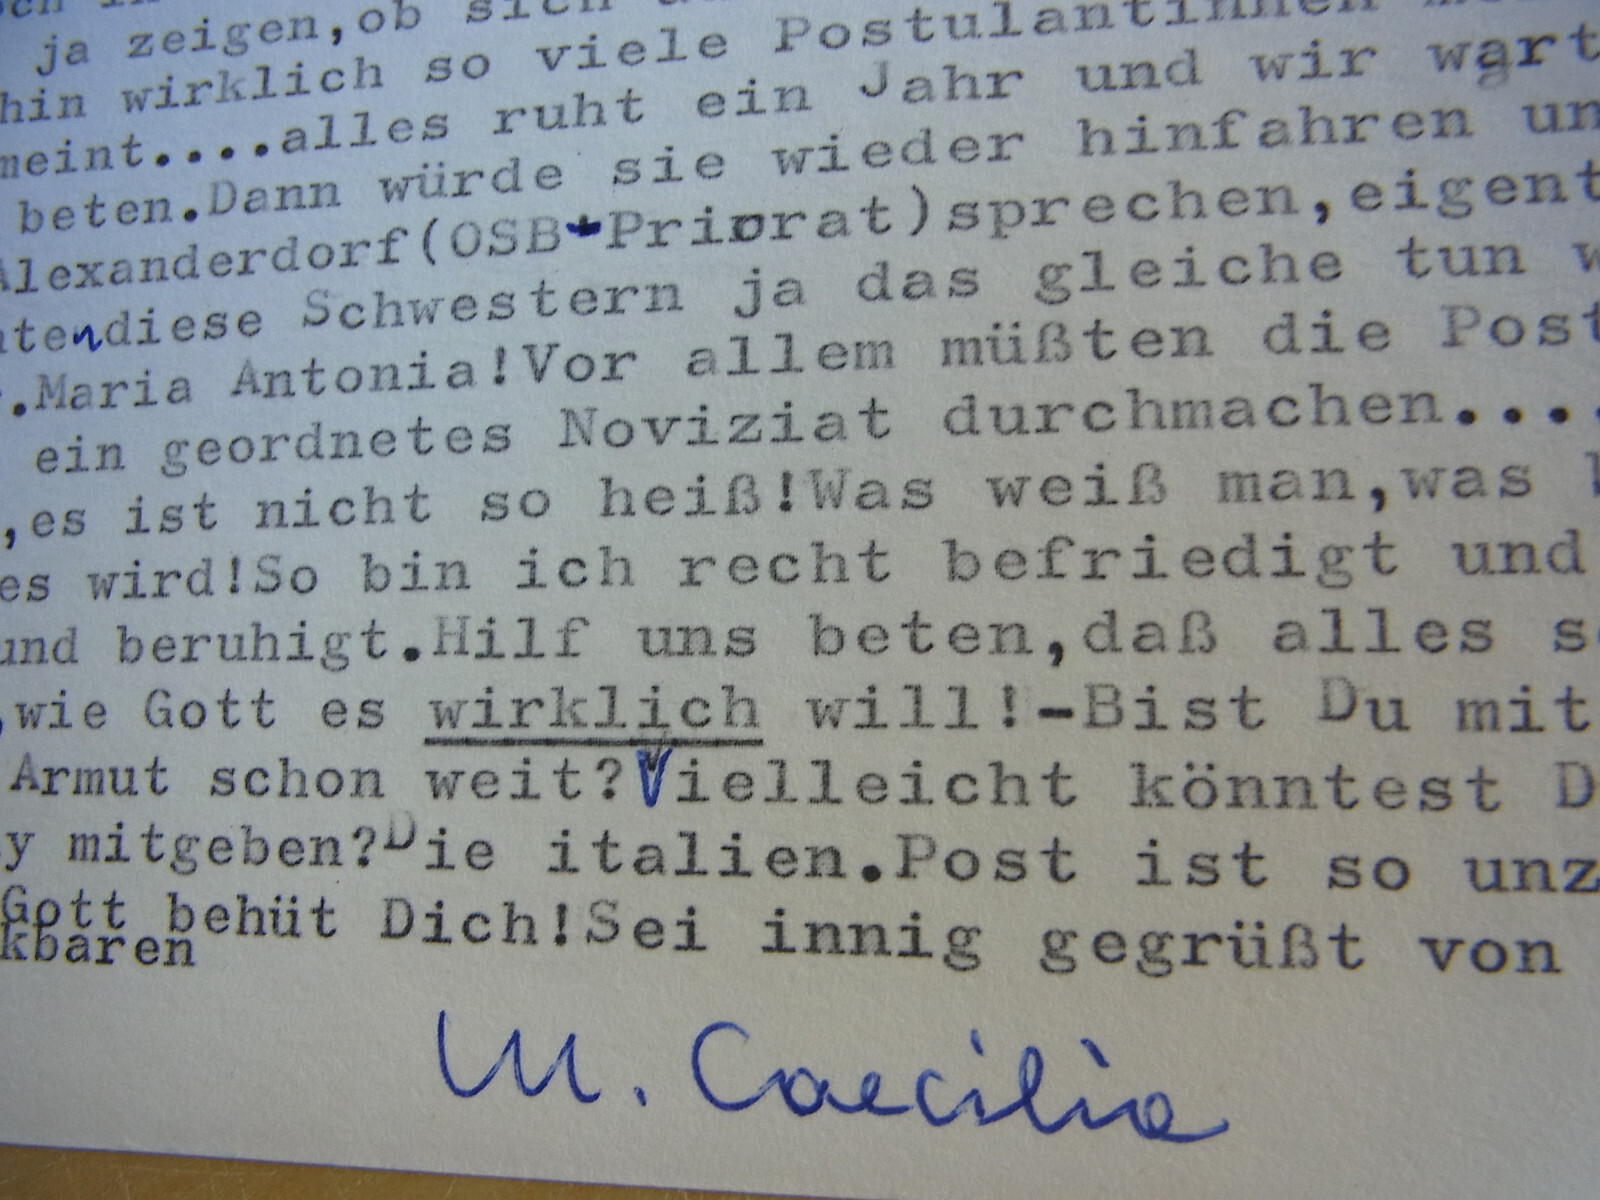 ja zeigen,ob sich
hin wirklich so viele Postulantinnen
meint....alles ruht ein Jahr und wir wart
beten.Dann würde sie wieder hinfahren un
Alexanderdorf(OSB-Priorat)sprechen,eigent
tendiese Schwestern ja das gleiche tun w
.Maria Antonia!Vor allem müßten die Post
ein geordnetes Noviziat durchmachen....
,es ist nicht so heiß!Was weiß man,was
es wird!So bin ich recht befriedigt und
und beruhigt.Hilf uns beten,daß alles s
,wie Gott es wirklich will!-Bist Du mit
Armut schon weit?Vielleicht könntest D
y mitgeben?Die italien.Post ist so unz
Gott behüt Dich!Sei innig gegrüßt von
kbaren
M. Caecilia